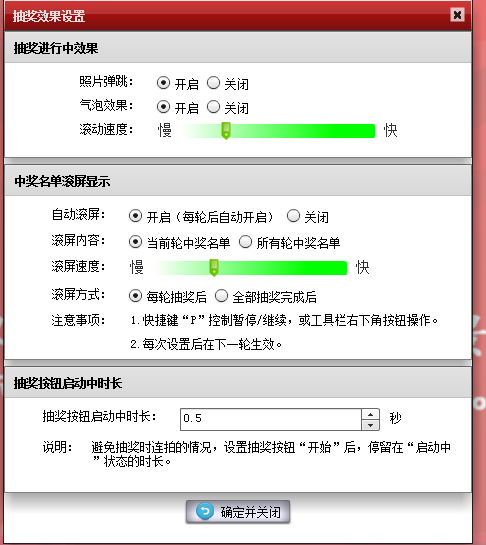 抽奖效果设置
抽奖进行中效果
照片弹跳： 开启 关闭
气泡效果： 开启 关闭
滚动速度： 慢 快
中奖名单滚屏显示
自动滚屏： 开启（每轮后自动开启） 关闭
滚屏内容： 当前轮中奖名单 所有轮中奖名单
滚屏速度： 慢 快
滚屏方式： 每轮抽奖后 全部抽奖完成后
注意事项： 1.快捷键“P”控制暂停/继续，或工具栏右下角按钮操作。
2.每次设置后在下一轮生效。
抽奖按钮启动中时长
抽奖按钮启动中时长： 0.5 秒
说明： 避免抽奖时连拍的情况，设置抽奖按钮“开始”后，停留在“启动中
”状态的时长。
确定并关闭